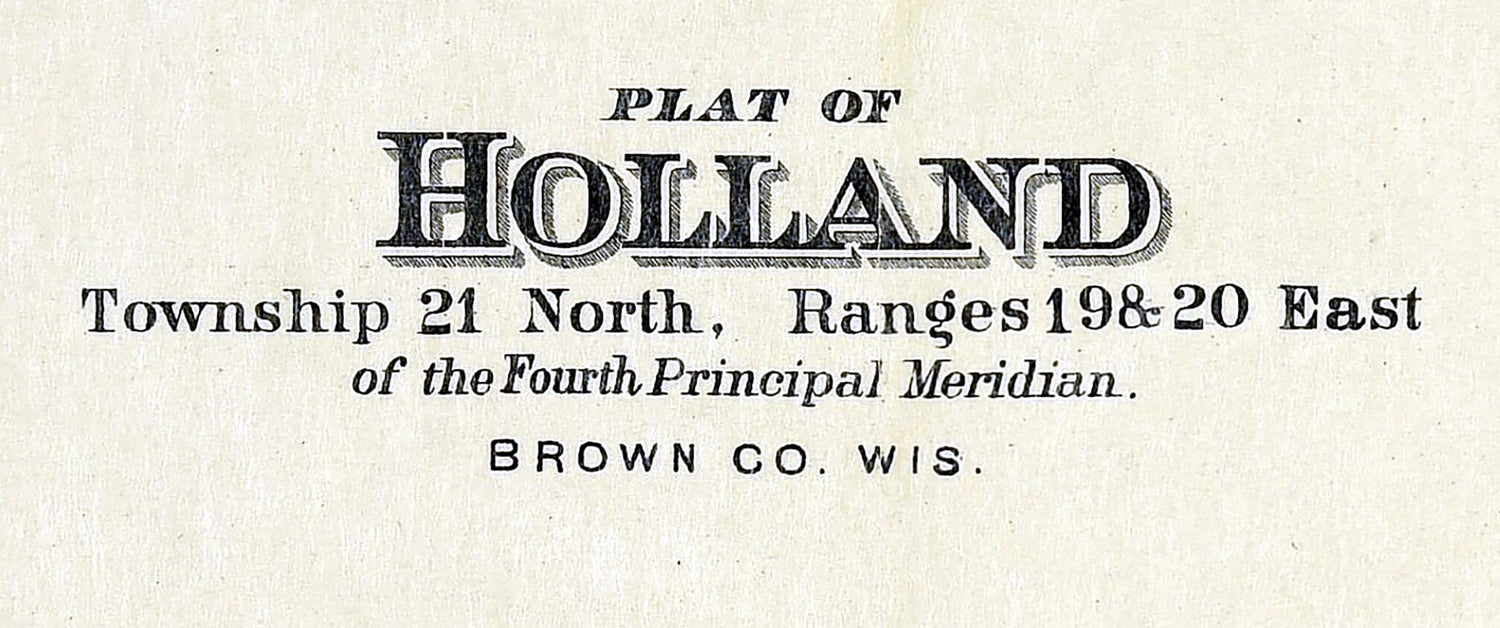 PLAT OF
HOLLAND
Township 21 North, Ranges 19 & 20 East
of the Fourth Principal Meridian.
BROWN CO. WIS.